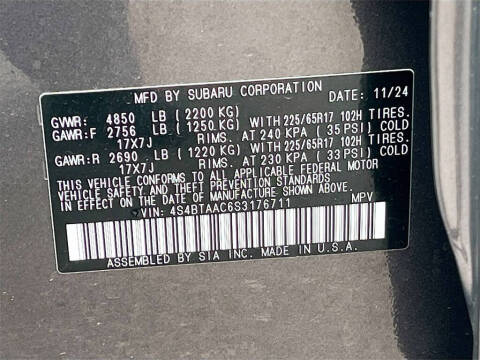 MFD BY SUBARU CORPORATION DATE: 11/24
GVWR: 4850 LB (2200 KG)
GAWR:F 2756 LB (1250 KG) WITH 225/65R17 102H TIRES.
17X7J RIMS. AT 240 KPA (35 PSI) COLD
GAWR:R 2690 LB (1220 KG) WITH 225/65R17 102H TIRES.
17X7J RIMS. AT 230 KPA (33 PSI) COLD
THIS VEHICLE CONFORMS TO ALL APPLICABLE FEDERAL MOTOR
VEHICLE SAFETY STANDARDS IN EFFECT ON THE
DATE OF MANUFACTURE SHOWN ABOVE.
VIN: 4S4BTAAC6S3176711 MPV
ASSEMBLED BY SIA INC. MADE IN U.S.A.